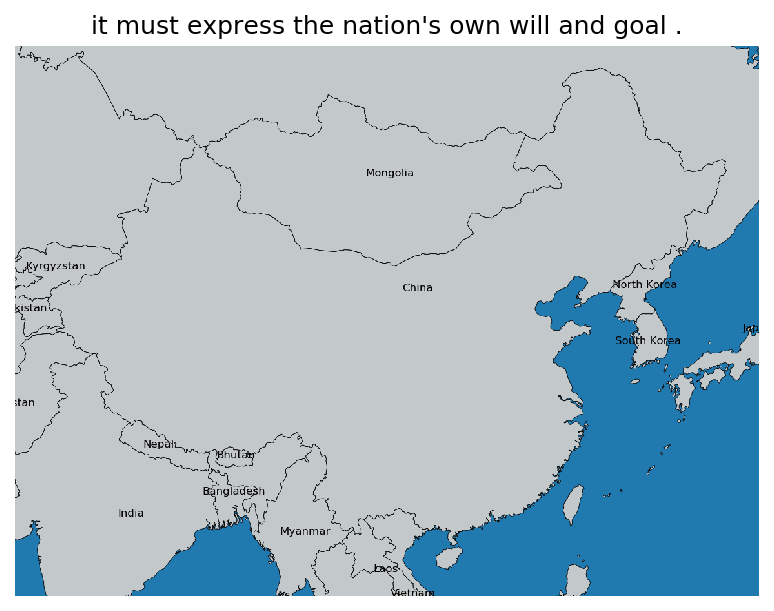 it must express the nation's own will and goal .
Mongolia
Kyrgyzstan
China
North Korea
kistan
South Korea
Jap
stan
Nepal
Bhutan
Bangladesh
India
Myanmar
Laos
Vietnam